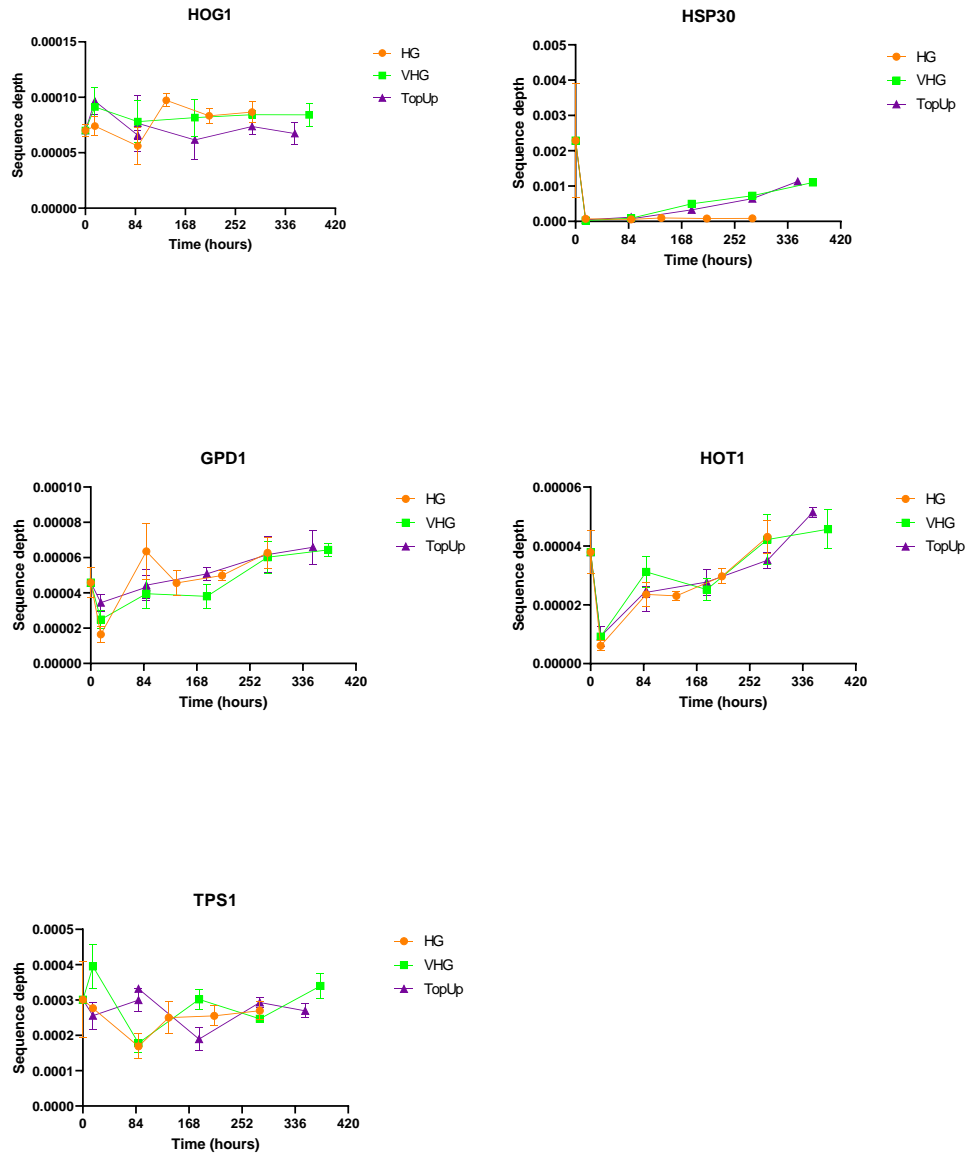 HOG1
0.00015
0.00010
0.00005
0.00000
Sequence depth
0 84 168 252 336 420
Time (hours)
HG
VHG
TopUp
HSP30
0.005
0.004
0.003
0.002
0.001
0.000
Sequence depth
0 84 168 252 336 420
Time (hours)
HG
VHG
TopUp
GPD1
0.00010
0.00008
0.00006
0.00004
0.00002
0.00000
Sequence depth
0 84 168 252 336 420
Time (hours)
HG
VHG
TopUp
HOT1
0.00006
0.00004
0.00002
0.00000
Sequence depth
0 84 168 252 336 420
Time (hours)
HG
VHG
TopUp
TPS1
0.0005
0.0004
0.0003
0.0002
0.0001
0.0000
Sequence depth
0 84 168 252 336 420
Time (hours)
HG
VHG
TopUp